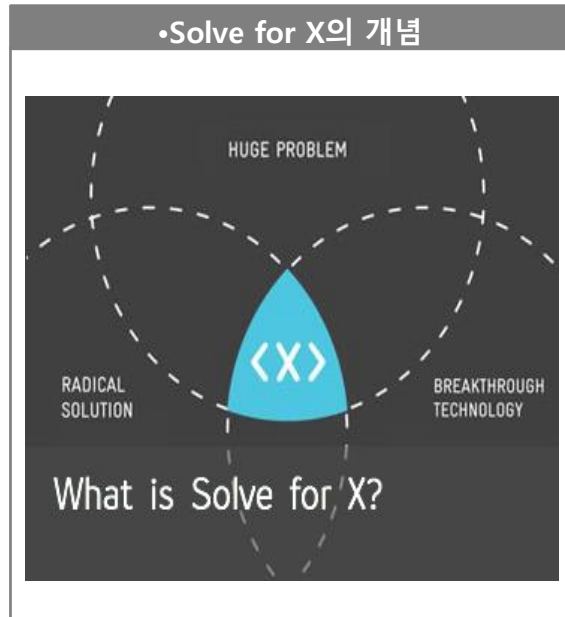 •Solve for X의 개념
HUGE PROBLEM
<X>
RADICAL
SOLUTION
BREAKTHROUGH
TECHNOLOGY
What is Solve for X?